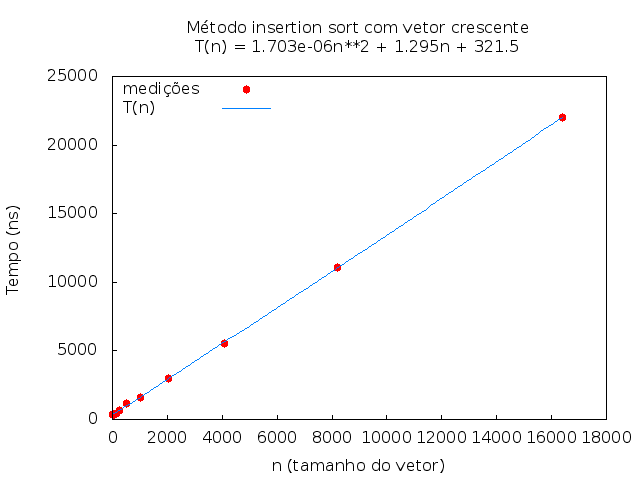 Método insertion sort com vetor crescente
T(n) = 1.703e-06n**2 + 1.295n + 321.5
25000
20000
15000
10000
5000
0
Tempo (ns)
medições
T(n)
0 2000 4000 6000 8000 10000 12000 14000 16000 18000
n (tamanho do vetor)